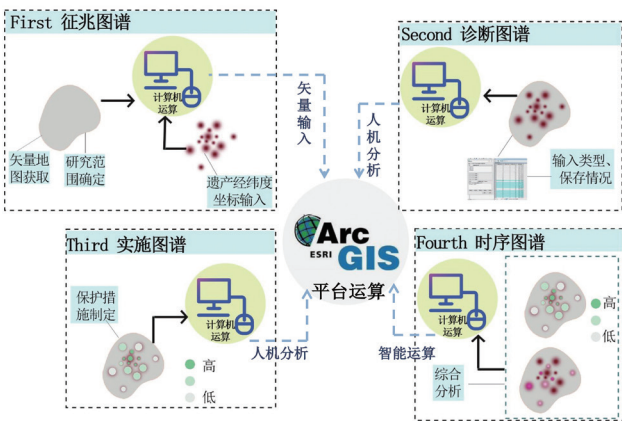 First 征兆图谱
计算机
运算
矢量地
图获取
研究范
围确定
遗产经纬度
坐标输入
矢量输入
Second 诊断图谱
计算机
运算
人机分析
输入类型、
保存情况
Arc
ESRI GIS
平台运算
Third 实施图谱
保护措
施制定
计算机
运算
高
低
人机分析
Fourth 时序图谱
计算机
运算
智能运算
综合
分析
高
低